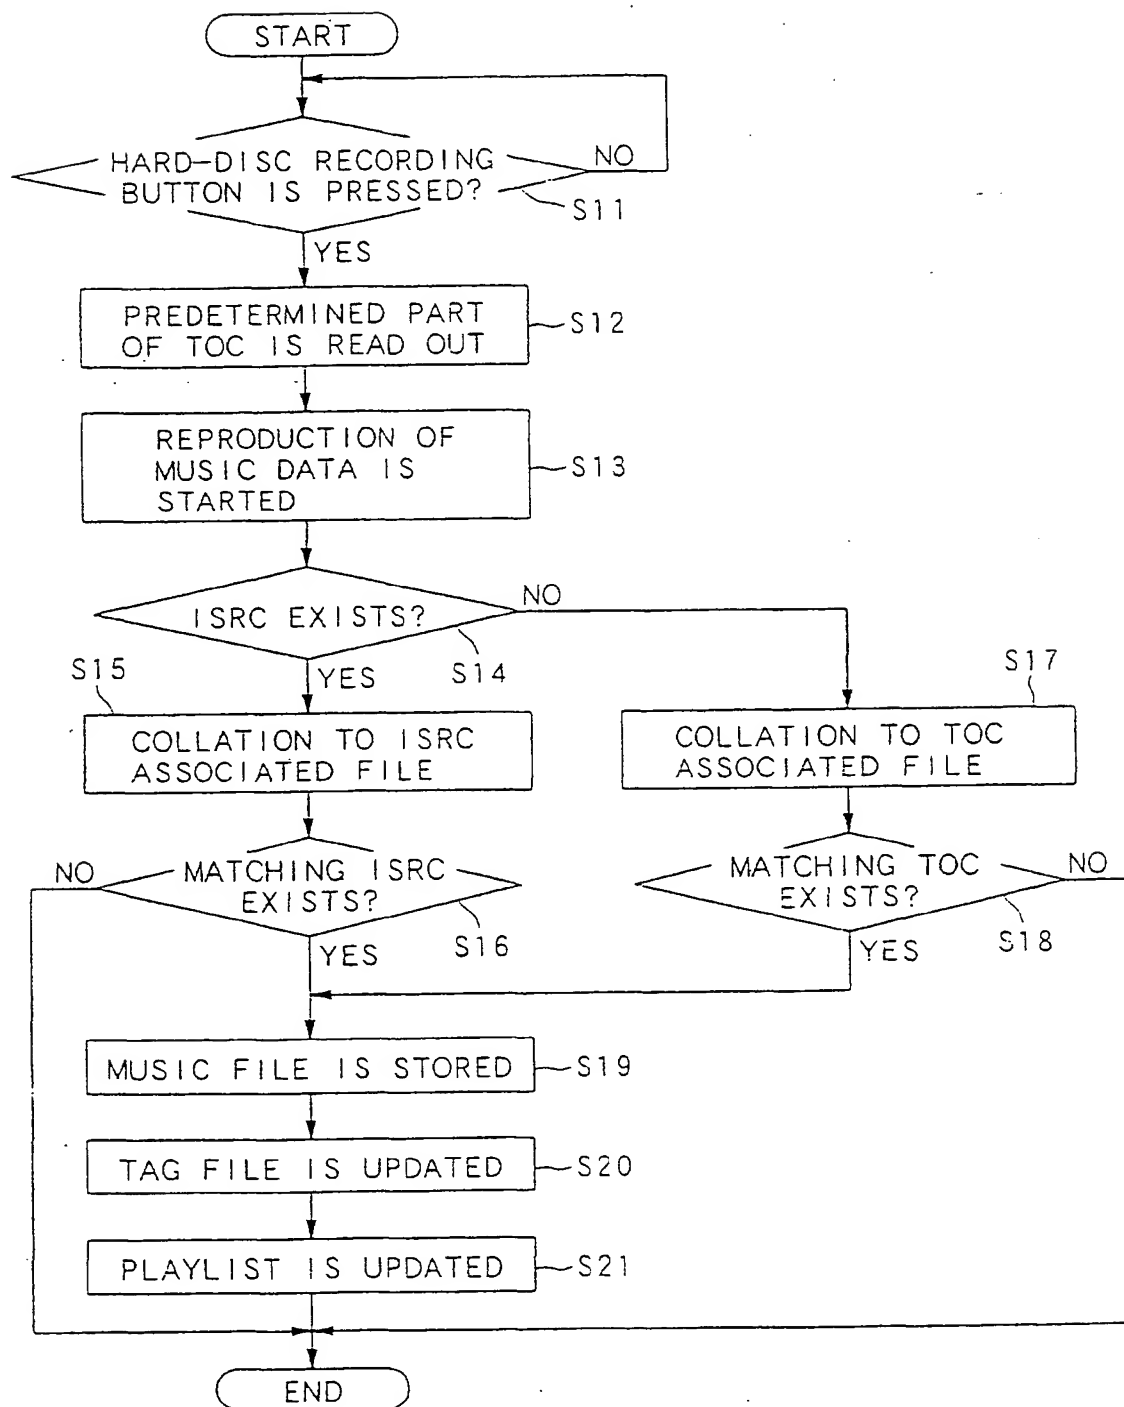 START
HARD-DISC RECORDING
BUTTON IS PRESSED?
NO
S11
YES
PREDETERMINED PART
OF TOC IS READ OUT
S12
REPRODUCTION OF
MUSIC DATA IS
STARTED
S13
ISRC EXISTS?
NO
S14
YES
S15
COLLATION TO ISRC
ASSOCIATED FILE
S17
COLLATION TO TOC
ASSOCIATED FILE
NO
MATCHING ISRC
EXISTS?
S16
YES
MATCHING TOC
EXISTS?
NO
S18
YES
MUSIC FILE IS STORED
S19
TAG FILE IS UPDATED
S20
PLAYLIST IS UPDATED
S21
END